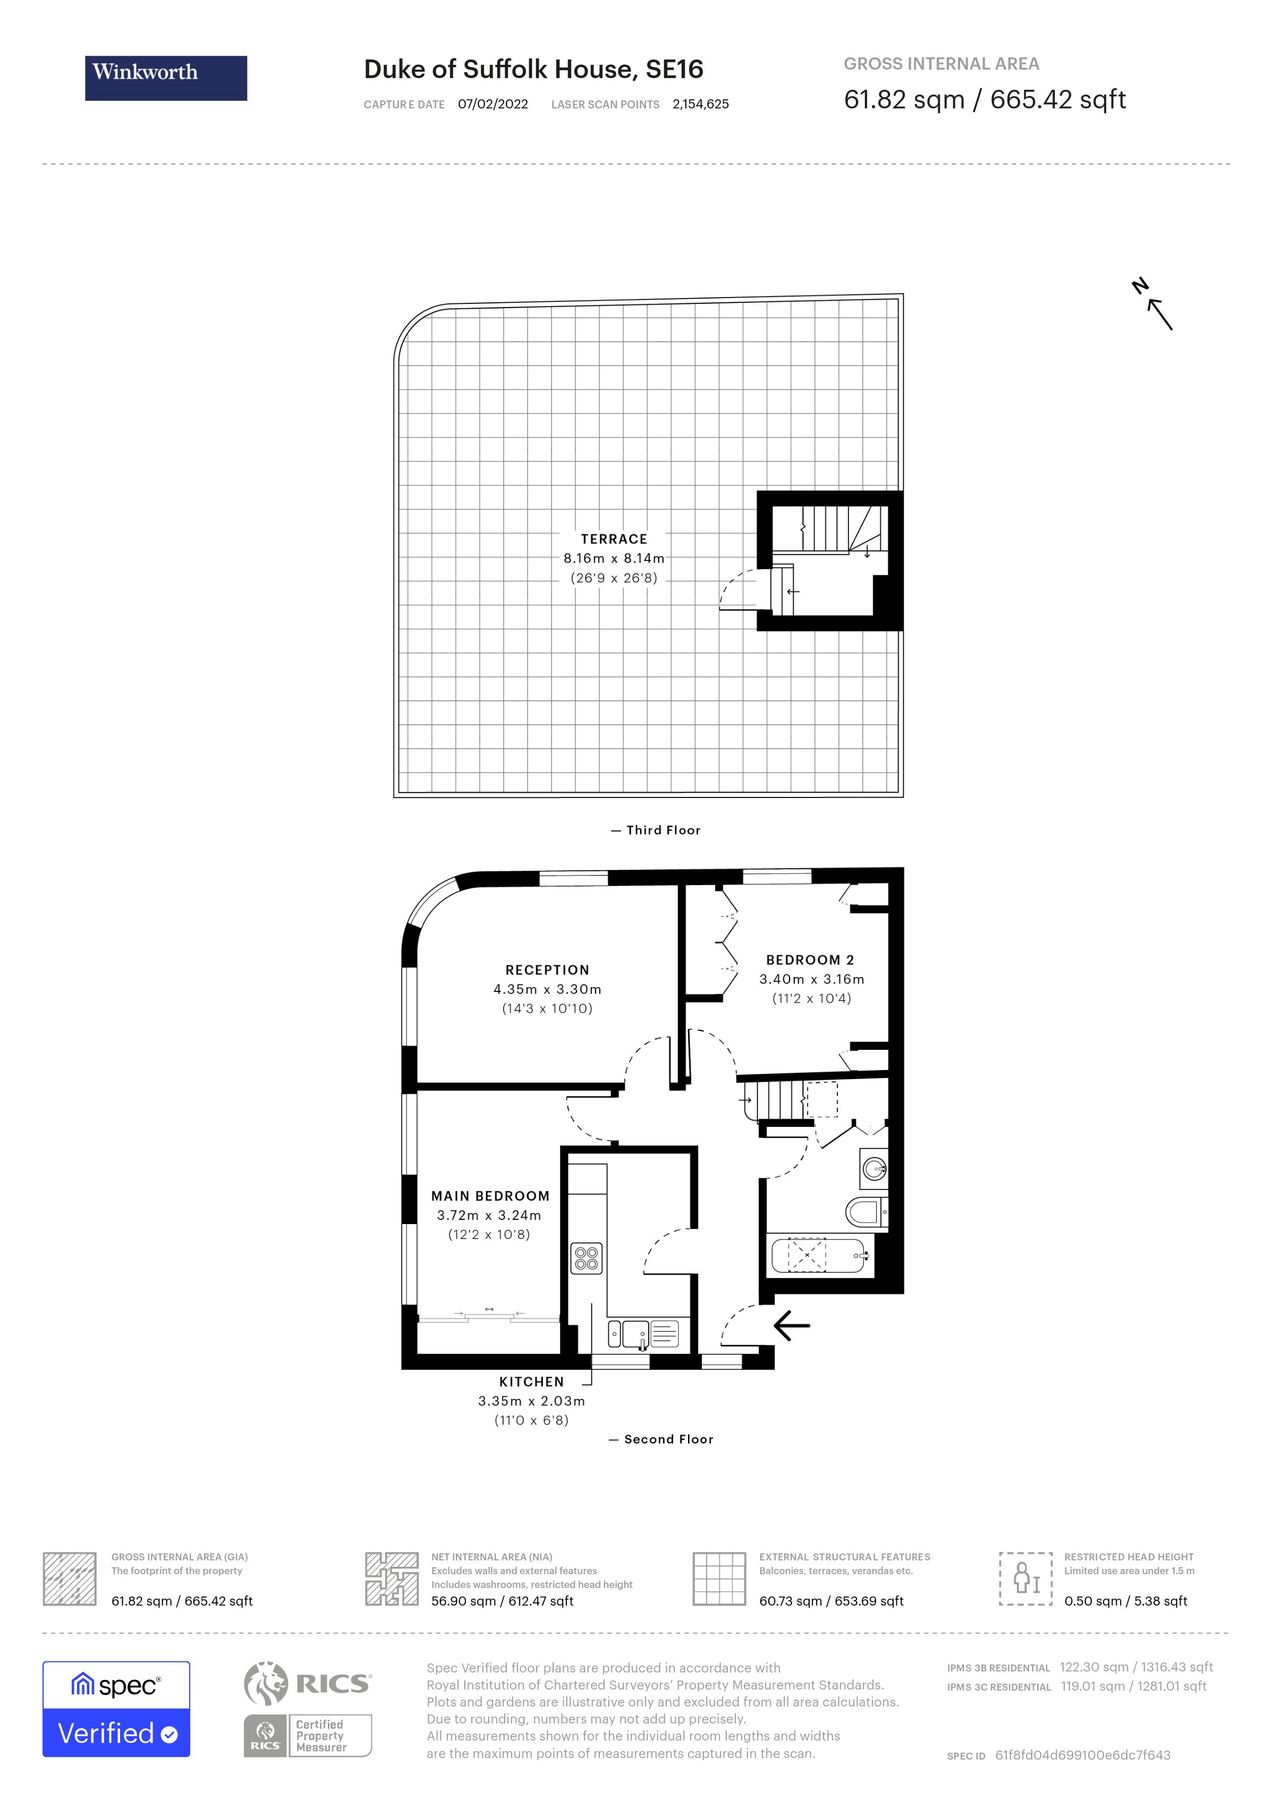 Winkworth
Duke of Suffolk House, SE16
CAPTURE DATE 07/02/2022 LASER SCAN POINTS 2,154,625
GROSS INTERNAL AREA
61.82 sqm / 665.42 sqft
N
TERRACE
8.16m x 8.14m
(26'9 x 26'8)
— Third Floor
RECEPTION
4.35m x 3.30m
(14'3 x 10'10)
BEDROOM 2
3.40m x 3.16m
(11'2 x 10'4)
MAIN BEDROOM
3.72m x 3.24m
(12'2 x 10'8)
KITCHEN
3.35m x 2.03m
(11'0 x 6'8)
— Second Floor
GROSS INTERNAL AREA (GIA)
The footprint of the property
61.82 sqm / 665.42 sqft
NET INTERNAL AREA (NIA)
Excludes walls and external features
Includes washrooms, restricted head height
56.90 sqm / 612.47 sqft
EXTERNAL STRUCTURAL FEATURES
Balconies, terraces, verandas etc.
60.73 sqm / 653.69 sqft
RESTRICTED HEAD HEIGHT
Limited use area under 1.5 m
0.50 sqm / 5.38 sqft
spec®
Verified
RICS
RICS
Certified
Property
Measurer
Spec Verified floor plans are produced in accordance with
Royal Institution of Chartered Surveyors' Property Measurement Standards.
Plots and gardens are illustrative only and excluded from all area calculations.
Due to rounding, numbers may not add up precisely.
All measurements shown for the individual room lengths and widths
are the maximum points of measurements captured in the scan.
IPMS 3B RESIDENTIAL 122.30 sqm / 1316.43 sqft
IPMS 3C RESIDENTIAL 119.01 sqm / 1281.01 sqft
SPEC ID 61f8fd04d699100e6dc7f643